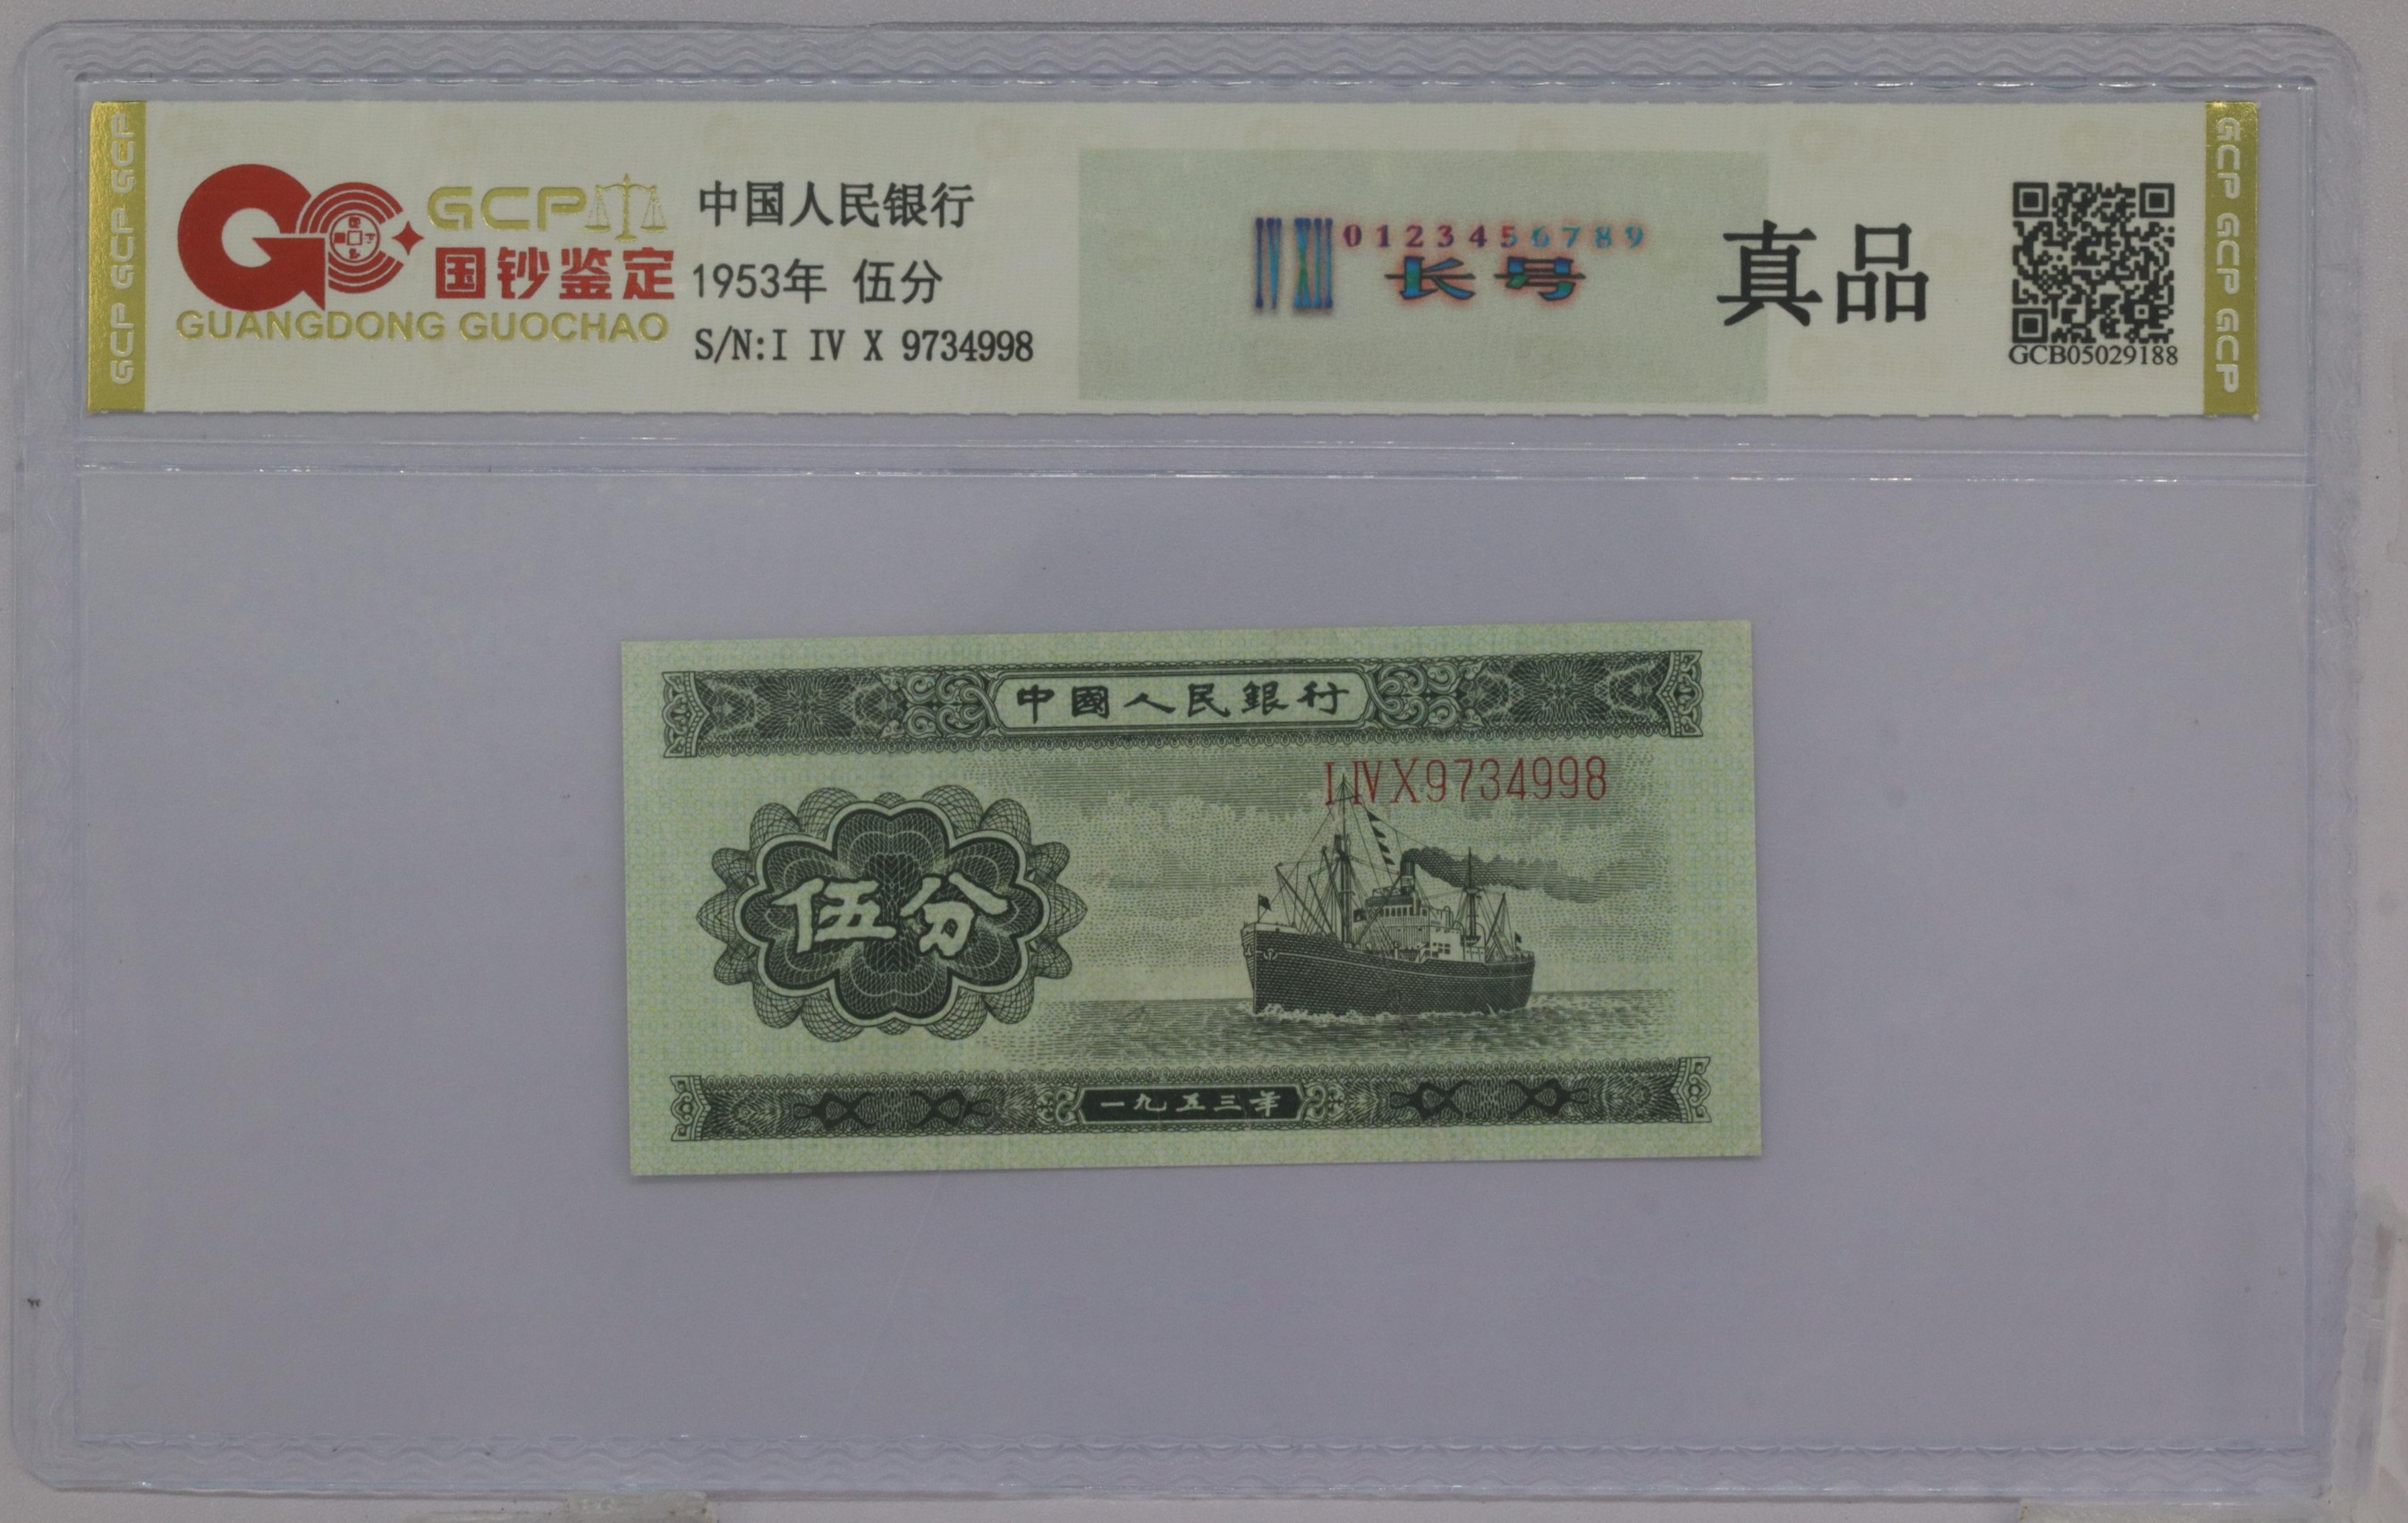 GCP GCP GCP
GCP
国钞鉴定
GUANGDONG GUOCHAO
中国人民银行
1953年 伍分
S/N:I IV X 9734998
IV XIII 0123456789
长号
真品
GCB05029188
GCP GCP GCP
中國人民銀行
I IV X 9734998
伍分
一九五三年